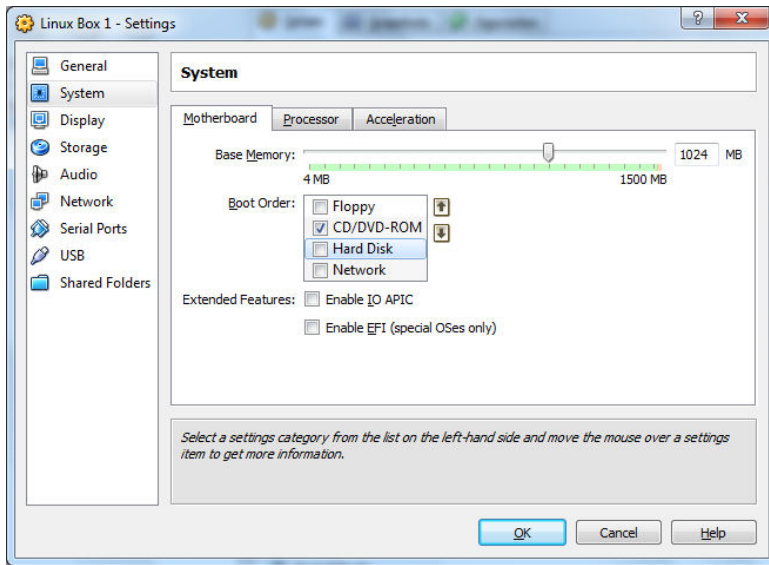 Linux Box 1 - Settings
General
System
Display
Storage
Audio
Network
Serial Ports
USB
Shared Folders
System
Motherboard Processor Acceleration
Base Memory: 1024 MB
4 MB 1500 MB
Boot Order: Floppy
CD/DVD-ROM
Hard Disk
Network
Extended Features: Enable IO APIC
Enable EFI (special OSes only)
Select a settings category from the list on the left-hand side and move the mouse over a settings
item to get more information.
OK Cancel Help